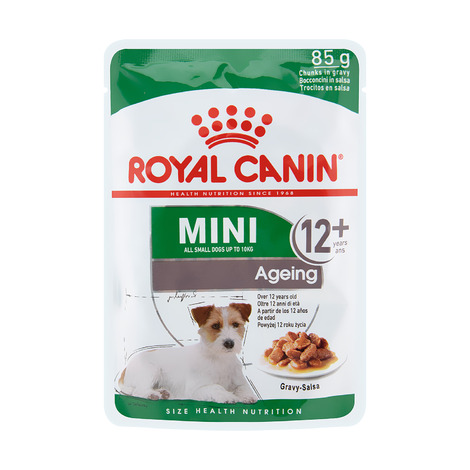 85 g
Chunks in gravy
Bocconcini in salsa
Trocitos en salsa
ROYAL CANIN®
HEALTH NUTRITION SINCE 1968
MINI
ALL SMALL DOGS UP TO 10KG
12+
years
ans
Ageing
Over 12 years old
Oltre 12 anni di età
A partir de los 12 años
de edad
Powyżej 12 roku życia
Gravy-Salsa
SIZE HEALTH NUTRITION